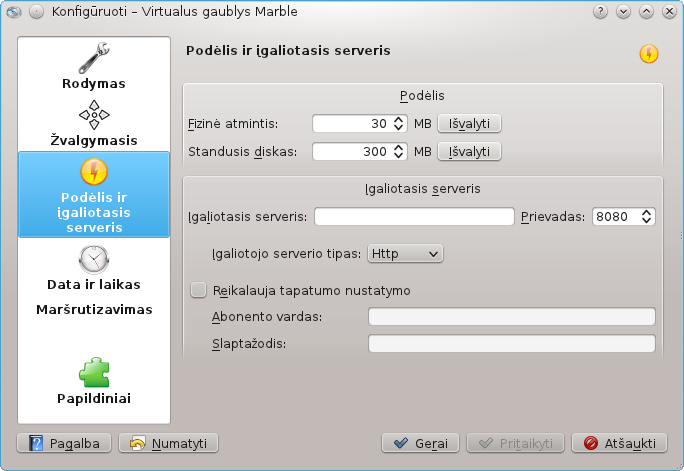 Konfigūruoti – Virtualus gaublys Marble
Rodymas
Žvalgymasis
Podėlis ir
įgaliotasis
serveris
Data ir laikas
Maršrutizavimas
Papildiniai
Podėlis ir įgaliotasis serveris
Podėlis
Fizinė atmintis: 30 MB Išvalyti
Standusis diskas: 300 MB Išvalyti
Įgaliotasis serveris
Įgaliotasis serveris: Prievadas: 8080
Įgaliotojo serverio tipas: Http
Reikalauja tapatumo nustatymo
Abonento vardas:
Slaptažodis:
Pagalba Numatyti Gerai Pritaikyti Atšaukti